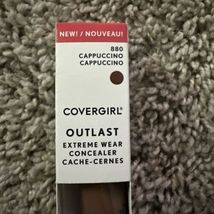 NEW! / NOUVEAU!
880
CAPPUCCINO
CAPPUCCINO
COVERGIRL®
OUTLAST
EXTREME WEAR
CONCEALER
CACHE-CERNES